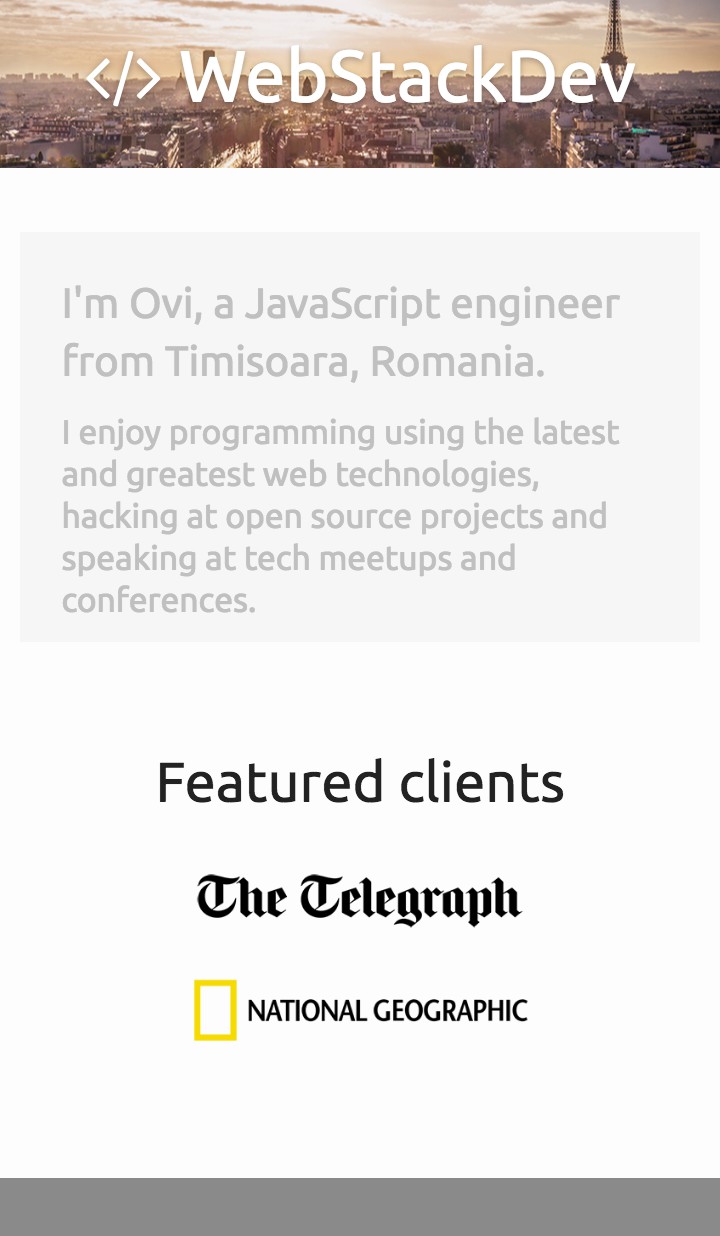 </> WebStackDev
I'm Ovi, a JavaScript engineer
from Timisoara, Romania.
I enjoy programming using the latest
and greatest web technologies,
hacking at open source projects and
speaking at tech meetups and
conferences.
Featured clients
The Telegraph
NATIONAL GEOGRAPHIC